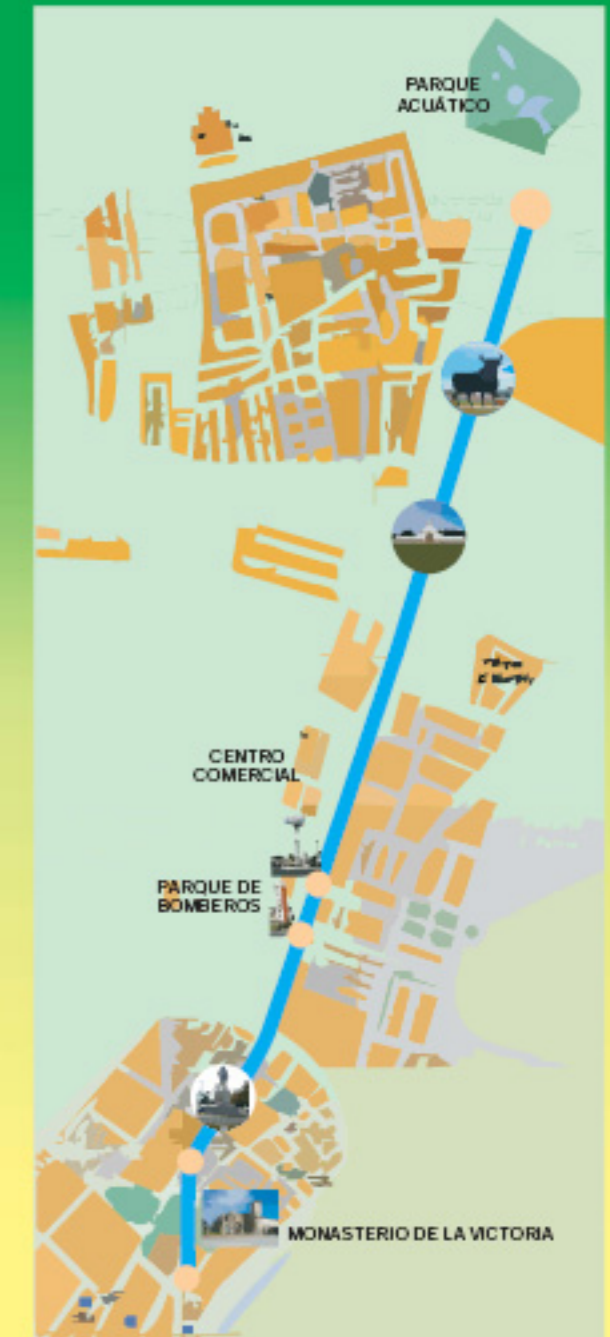 PARQUE
ACUÁTICO
CENTRO
COMERCIAL
PARQUE DE
BOMBEROS
MONASTERIO DE LA VICTORIA